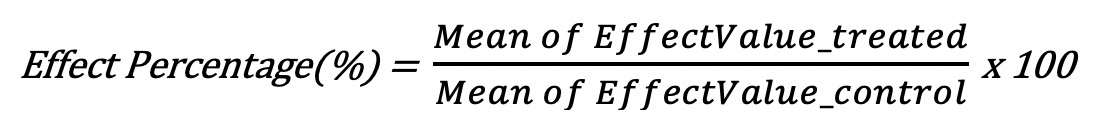 Effect Percentage(%) = Mean of EffectValue_treated
Mean of EffectValue_control x 100